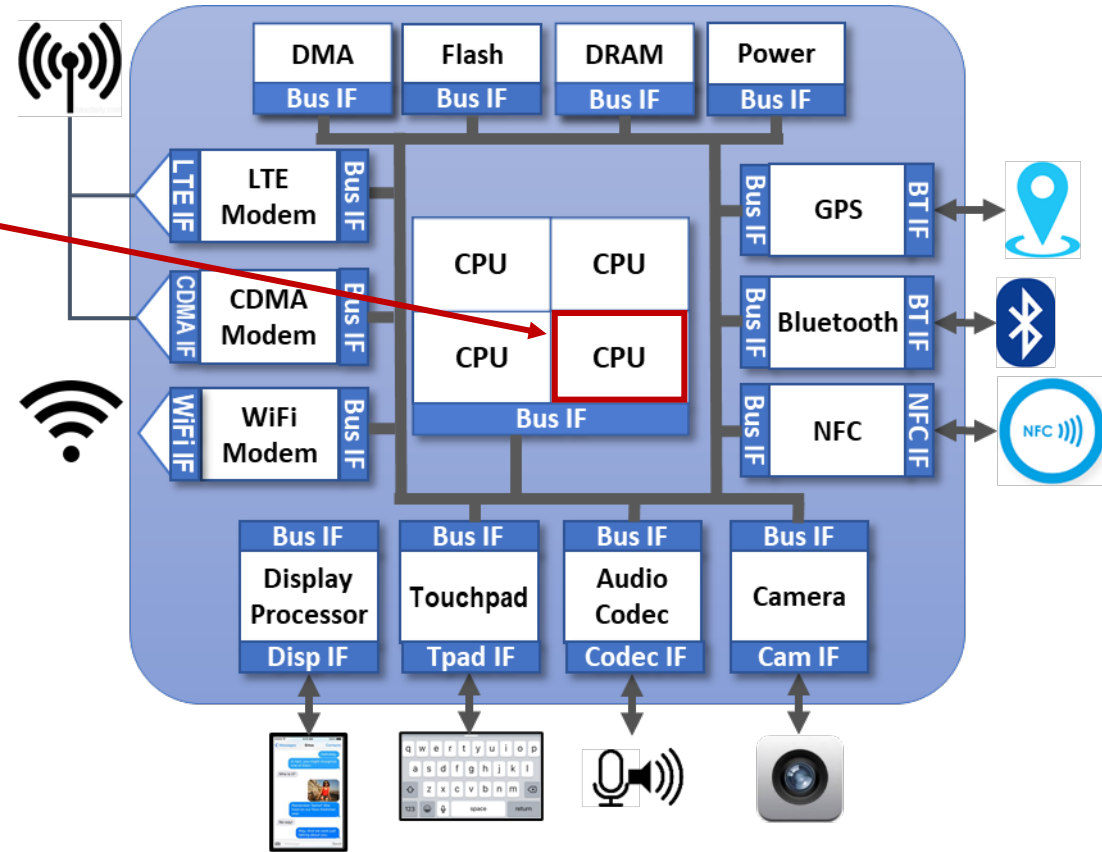 DMA
Bus IF
Flash
Bus IF
DRAM
Bus IF
Power
Bus IF
LTE IF
LTE
Modem
Bus IF
CDMA IF
CDMA
Modem
Bus IF
WiFi IF
WiFi
Modem
Bus IF
CPU
CPU
CPU
CPU
Bus IF
Bus IF
GPS
BT IF
Bus IF
Bluetooth
BT IF
Bus IF
NFC
NFC IF
NFC
Bus IF
Display
Processor
Disp IF
Bus IF
Touchpad
Tpad IF
Bus IF
Audio
Codec
Codec IF
Bus IF
Camera
Cam IF
q w e r t y u i o p
a s d f g h j k l
z x c v b n m
123 space return